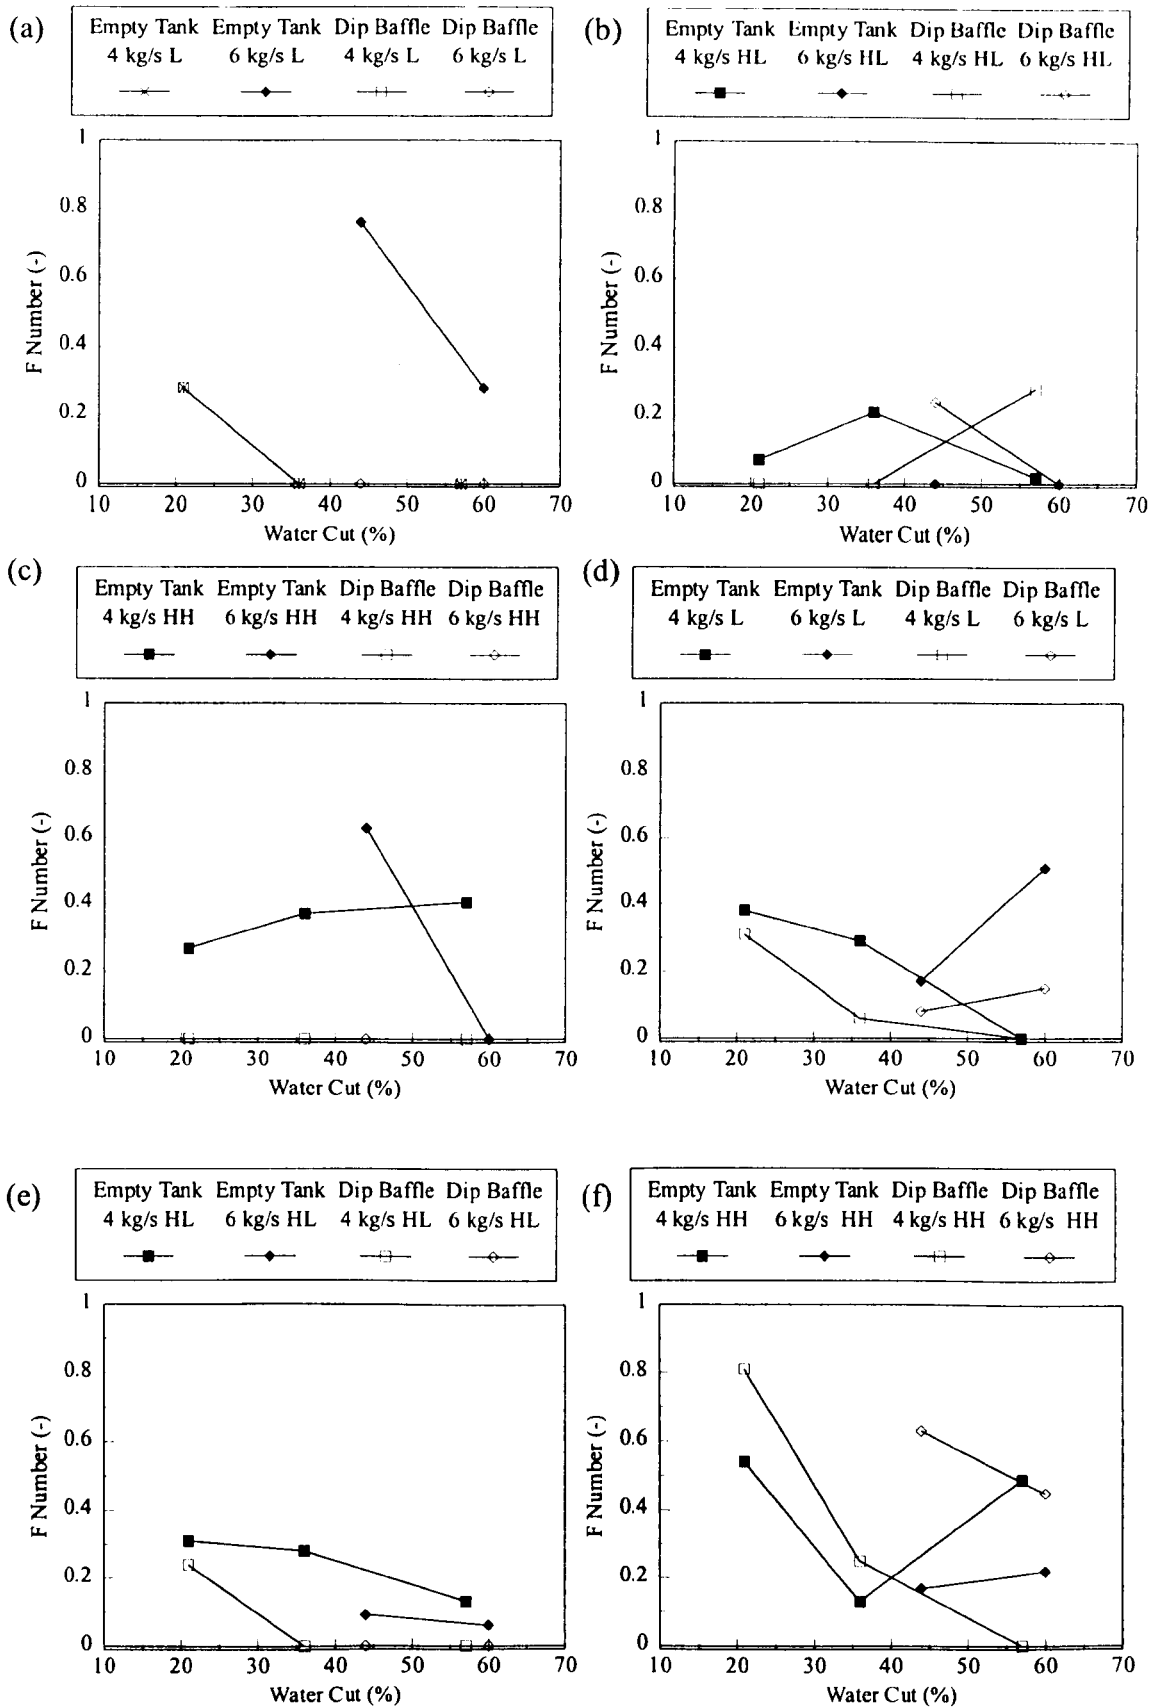 (a)
Empty Tank Empty Tank Dip Baffle Dip Baffle
4 kg/s L 6 kg/s L 4 kg/s L 6 kg/s L
1
0.8
0.6
0.4
0.2
0
F Number (-)
10 20 30 40 50 60 70
Water Cut (%)
(b)
Empty Tank Empty Tank Dip Baffle Dip Baffle
4 kg/s HL 6 kg/s HL 4 kg/s HL 6 kg/s HL
1
0.8
0.6
0.4
0.2
0
F Number (-)
10 20 30 40 50 60 70
Water Cut (%)
(c)
Empty Tank Empty Tank Dip Baffle Dip Baffle
4 kg/s HH 6 kg/s HH 4 kg/s HH 6 kg/s HH
1
0.8
0.6
0.4
0.2
0
F Number (-)
10 20 30 40 50 60 70
Water Cut (%)
(d)
Empty Tank Empty Tank Dip Baffle Dip Baffle
4 kg/s L 6 kg/s L 4 kg/s L 6 kg/s L
1
0.8
0.6
0.4
0.2
0
F Number (-)
10 20 30 40 50 60 70
Water Cut (%)
(e)
Empty Tank Empty Tank Dip Baffle Dip Baffle
4 kg/s HL 6 kg/s HL 4 kg/s HL 6 kg/s HL
1
0.8
0.6
0.4
0.2
0
F Number (-)
10 20 30 40 50 60 70
Water Cut (%)
(f)
Empty Tank Empty Tank Dip Baffle Dip Baffle
4 kg/s HH 6 kg/s HH 4 kg/s HH 6 kg/s HH
1
0.8
0.6
0.4
0.2
0
F Number (-)
10 20 30 40 50 60 70
Water Cut (%)